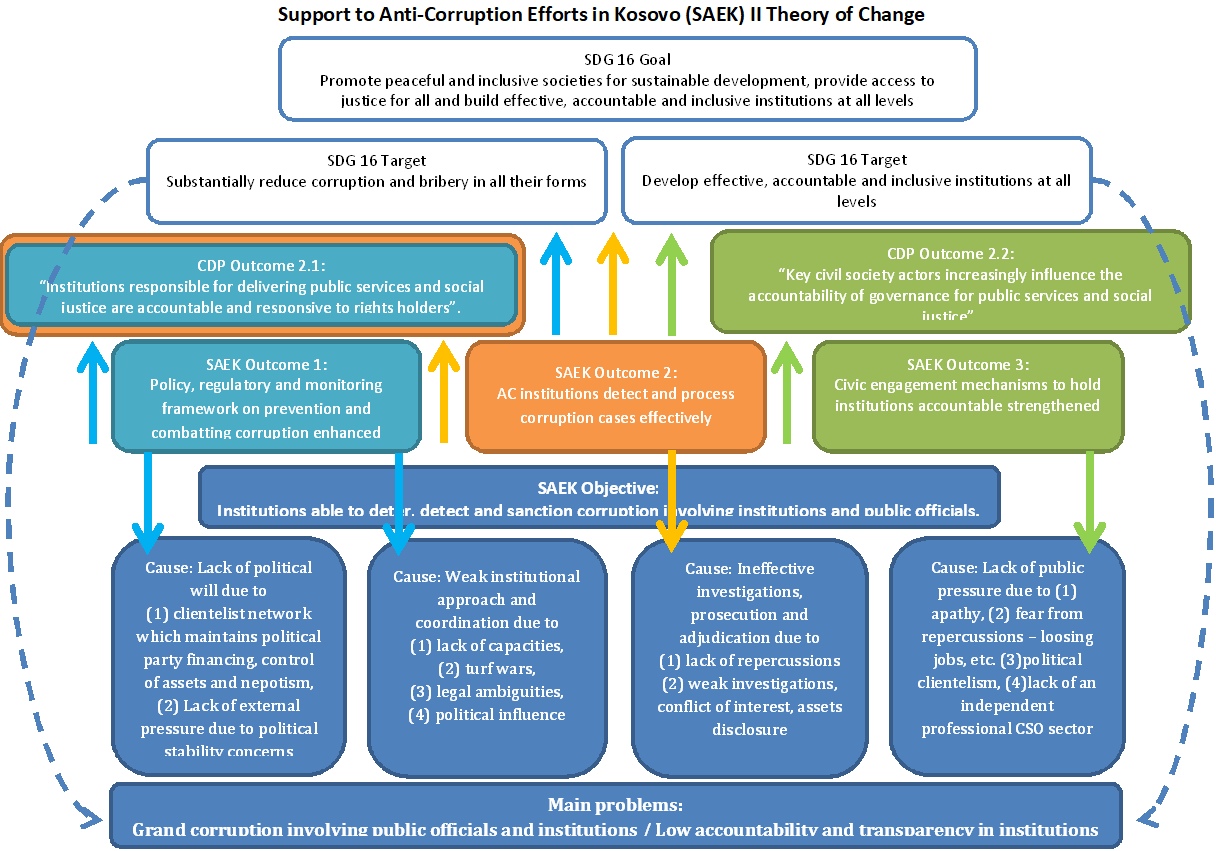 Support to Anti-Corruption Efforts in Kosovo (SAEK) II Theory of Change
SDG 16 Goal
Promote peaceful and inclusive societies for sustainable development, provide access to
justice for all and build effective, accountable and inclusive institutions at all levels
SDG 16 Target
Substantially reduce corruption and bribery in all their forms
SDG 16 Target
Develop effective, accountable and inclusive institutions at all
levels
CDP Outcome 2.1:
“Institutions responsible for delivering public services and social
justice are accountable and responsive to rights holders”.
CDP Outcome 2.2:
“Key civil society actors increasingly influence the
accountability of governance for public services and social
justice”
SAEK Outcome 1:
Policy, regulatory and monitoring
framework on prevention and
combatting corruption enhanced
SAEK Outcome 2:
AC institutions detect and process
corruption cases effectively
SAEK Outcome 3:
Civic engagement mechanisms to hold
institutions accountable strengthened
SAEK Objective:
Institutions able to deter, detect and sanction corruption involving institutions and public officials.
Cause: Lack of political
will due to
(1) clientelist network
which maintains political
party financing, control
of assets and nepotism,
(2) Lack of external
pressure due to political
stability concerns
Cause: Weak institutional
approach and
coordination due to
(1) lack of capacities,
(2) turf wars,
(3) legal ambiguities,
(4) political influence
Cause: Ineffective
investigations,
prosecution and
adjudication due to
(1) lack of repercussions
(2) weak investigations,
conflict of interest, assets
disclosure
Cause: Lack of public
pressure due to (1)
apathy, (2) fear from
repercussions – loosing
jobs, etc. (3)political
clientelism, (4)lack of an
independent
professional CSO sector
Main problems:
Grand corruption involving public officials and institutions / Low accountability and transparency in institutions